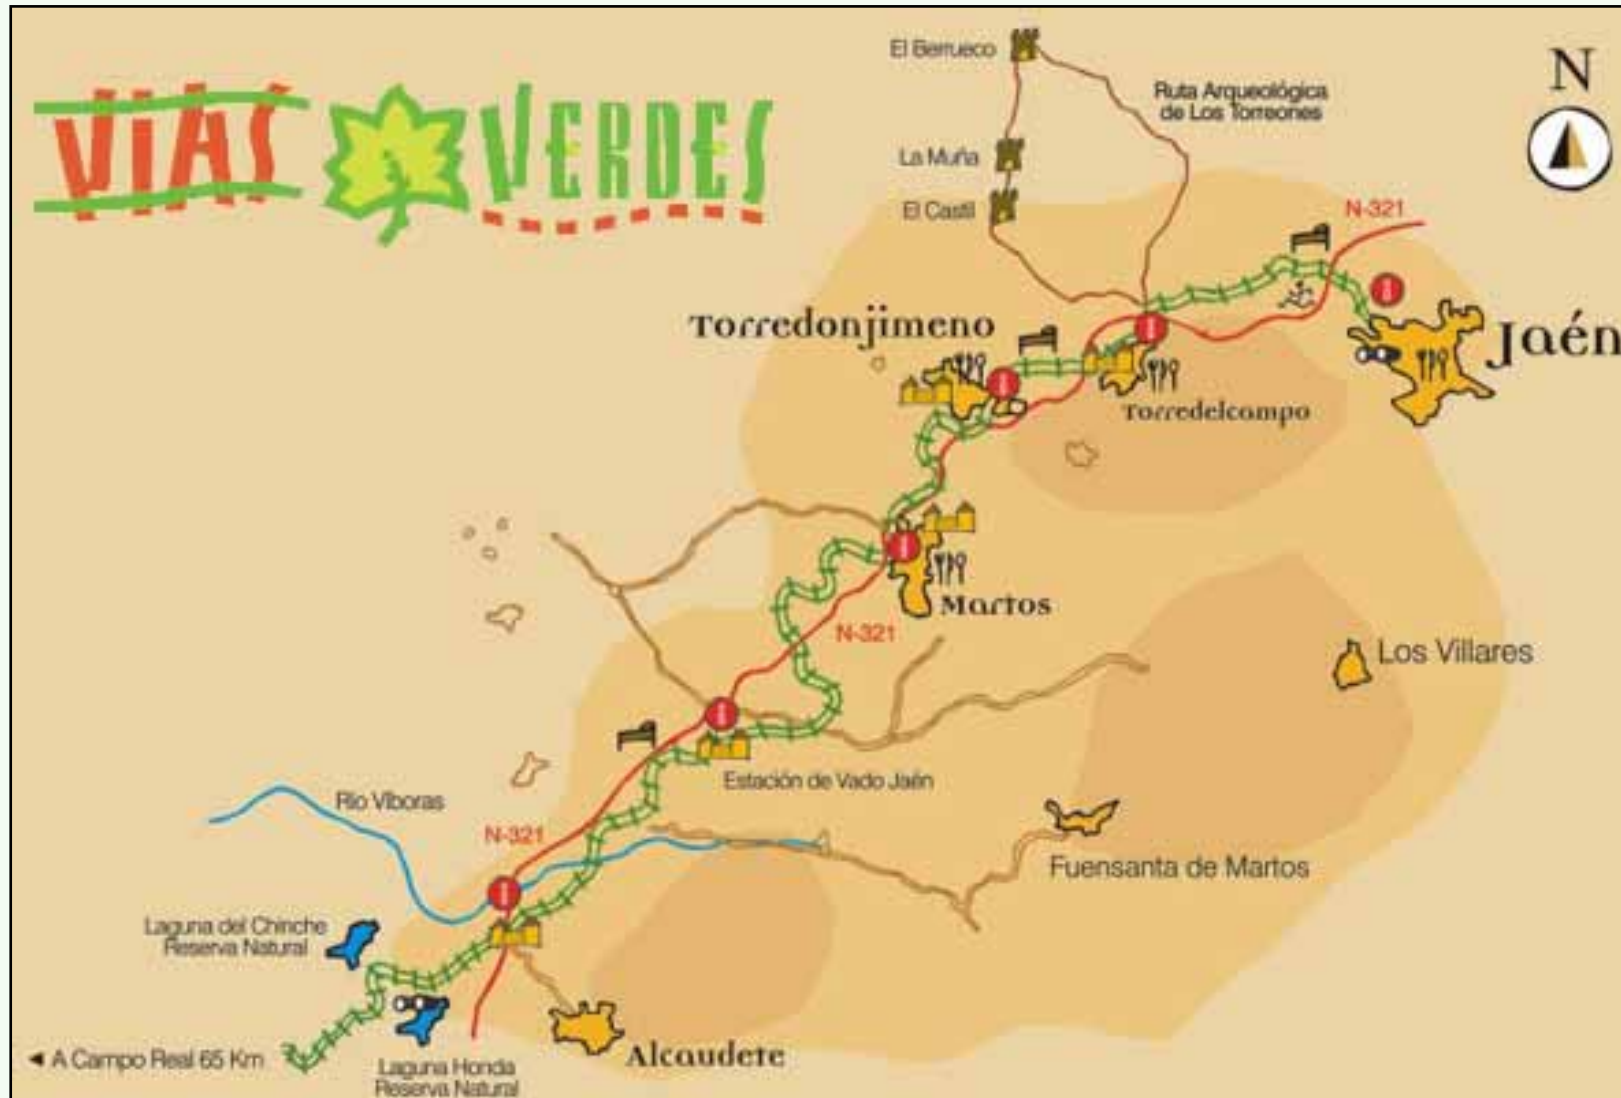 VIAS VERDES
El Berrueco
Ruta Arqueológica
de Los Torreones
N
La Muña
El Castil
N-321
Torredonjimeno
Jaén
Torredelcampo
Martos
N-321
Los Villares
Estación de Vado Jaén
Río Víboras
N-321
Fuensanta de Martos
Laguna del Chinche
Reserva Natural
A Campo Real 65 Km
Laguna Honda
Reserva Natural
Alcaudete